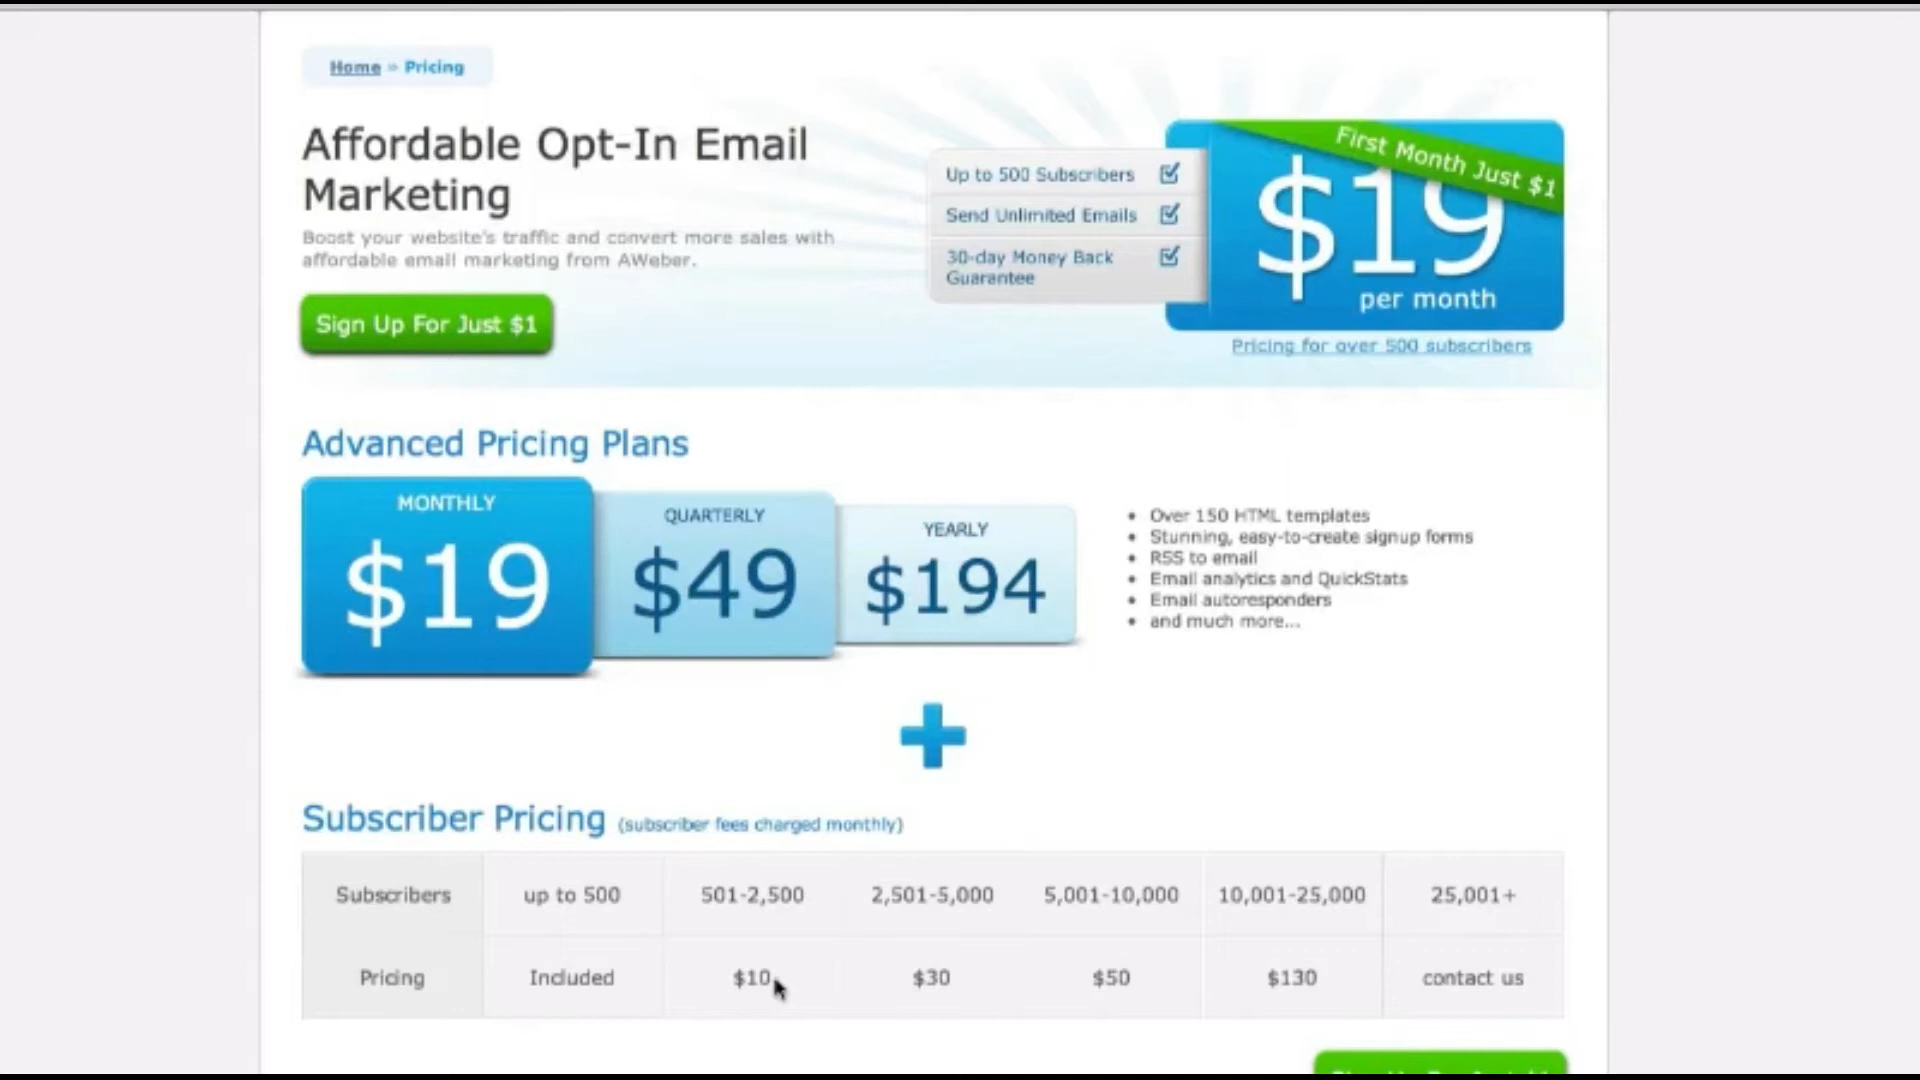 Home » Pricing
Affordable Opt-In Email
Marketing
Boost your website's traffic and convert more sales with
affordable email marketing from AWeber.
Sign Up For Just $1
Up to 500 Subscribers
Send Unlimited Emails
30-day Money Back
Guarantee
First Month Just $1
$19
per month
Pricing for over 500 subscribers
Advanced Pricing Plans
MONTHLY
$19
QUARTERLY
$49
YEARLY
$194
• Over 150 HTML templates
• Stunning, easy-to-create signup forms
• RSS to email
• Email analytics and QuickStats
• Email autoresponders
• and much more...
Subscriber Pricing (subscriber fees charged monthly)
Subscribers up to 500 501-2,500 2,501-5,000 5,001-10,000 10,001-25,000 25,001+
Pricing Included $10 $30 $50 $130 contact us